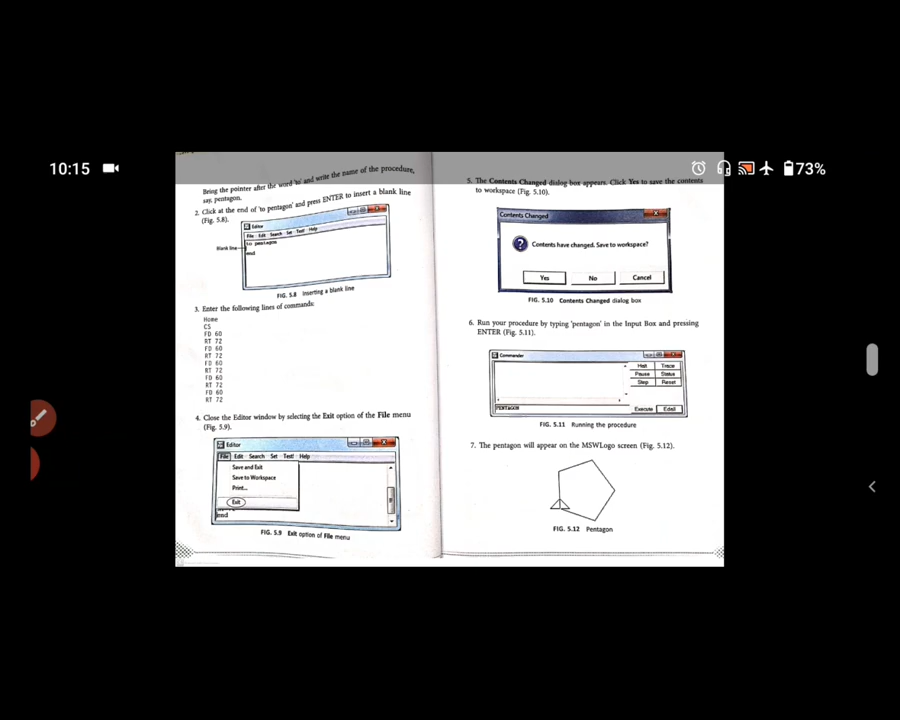 10:15
73%
Bring the pointer after the word 'to' and write the name of the procedure,
say, pentagon.
2. Click at the end of 'to pentagon' and press ENTER to insert a blank line
(Fig. 5.8).
Editor
File Edit Search Set Test! Help
to pentagon
Blank line
end
FIG. 5.8 Inserting a blank line
3. Enter the following lines of commands:
Home
CS
FD 60
RT 72
FD 60
RT 72
FD 60
RT 72
FD 60
RT 72
FD 60
RT 72
4. Close the Editor window by selecting the Exit option of the File menu
(Fig. 5.9).
Editor
File Edit Search Set Test! Help
Save and Exit
Save to Workspace
Print...
Exit
end
FIG. 5.9 Exit option of File menu
5. The Contents Changed dialog box appears. Click Yes to save the contents
to workspace (Fig. 5.10).
Contents Changed
Contents have changed. Save to workspace?
Yes No Cancel
FIG. 5.10 Contents Changed dialog box
6. Run your procedure by typing 'pentagon' in the Input Box and pressing
ENTER (Fig. 5.11).
Commander
Halt Trace
Pause Status
Step Reset
PENTAGON
Execute Edall
FIG. 5.11 Running the procedure
7. The pentagon will appear on the MSWLogo screen (Fig. 5.12).
FIG. 5.12 Pentagon